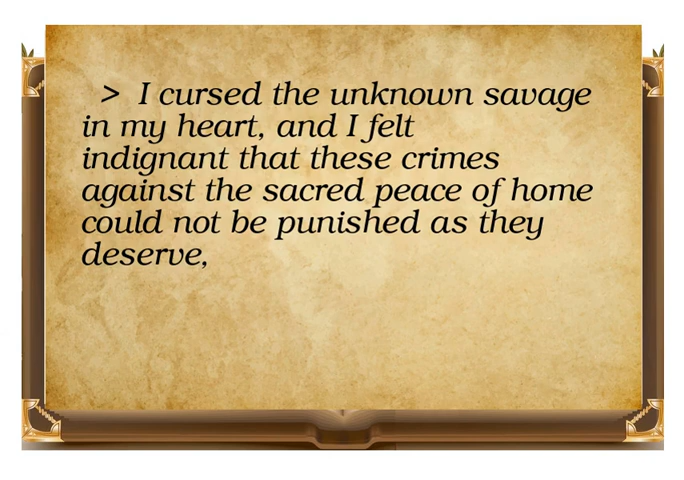 > I cursed the unknown savage
in my heart, and I felt
indignant that these crimes
against the sacred peace of home
could not be punished as they
deserve,